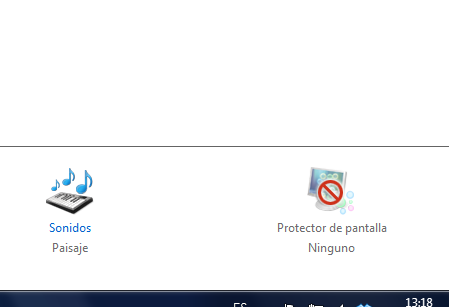 Sonidos
Protector de pantalla
Paisaje
Ninguno
ES
13:18